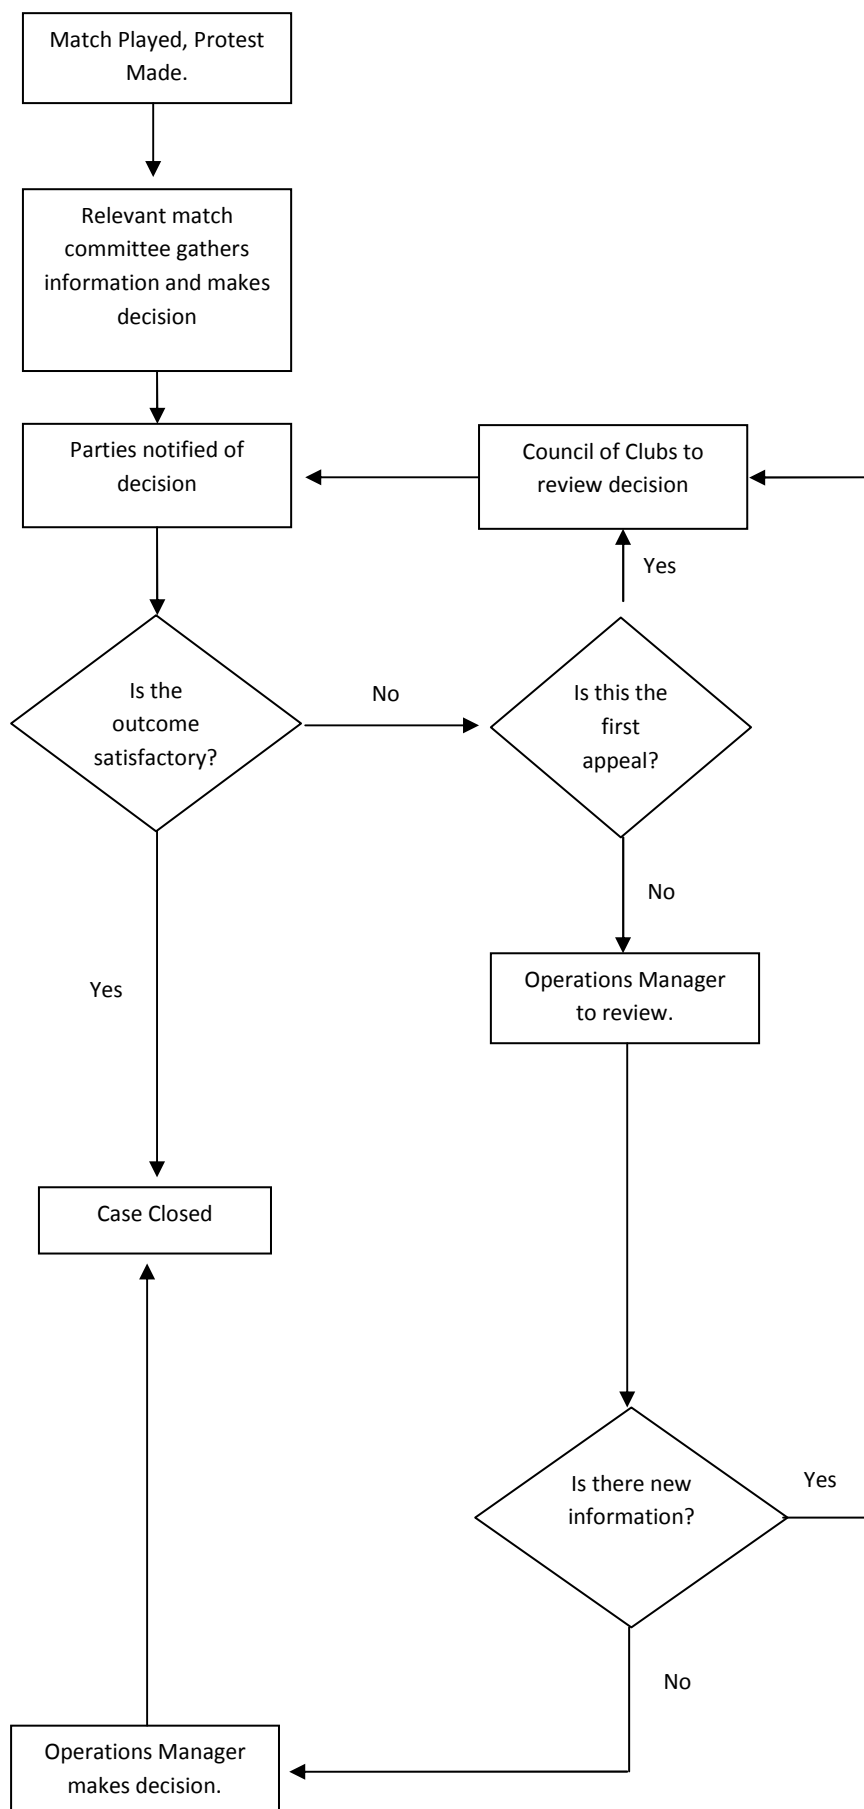 Match Played, Protest
Made.
Relevant match
committee gathers
information and makes
decision
Parties notified of
decision
Council of Clubs to
review decision
Yes
Is the
outcome
satisfactory?
No
Is this the
first
appeal?
No
Operations Manager
to review.
Yes
Case Closed
Is there new
information?
Yes
No
Operations Manager
makes decision.